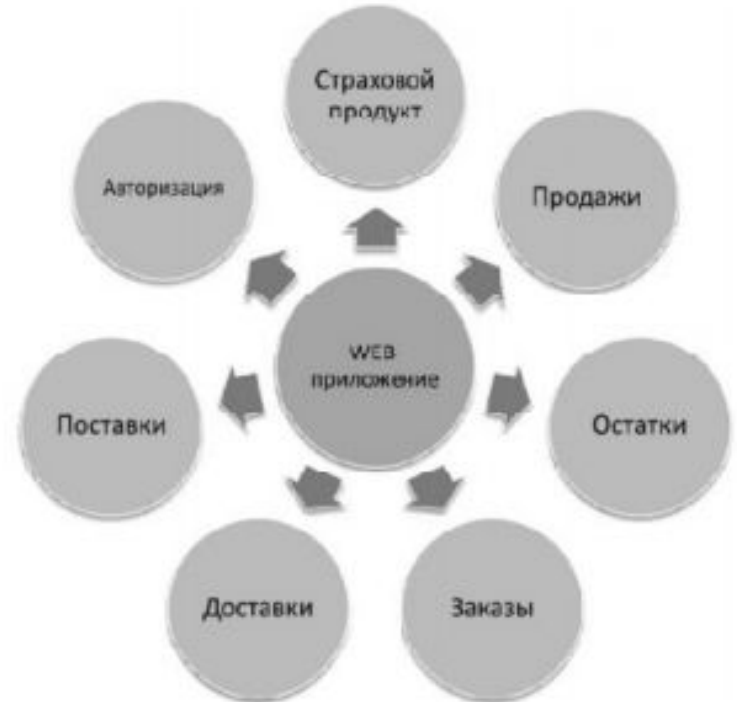 Страховой
продукт
Авторизация
Продажи
WEB
приложение
Поставки
Остатки
Доставки
Заказы